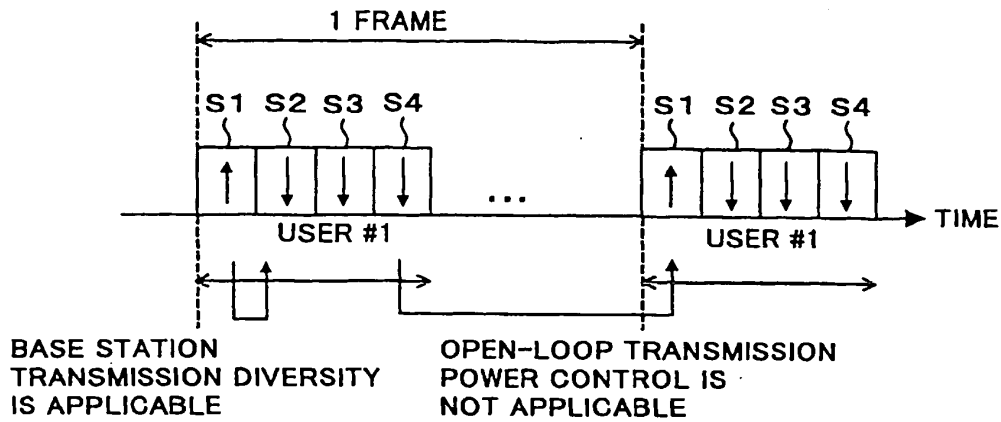 1 FRAME
S1 S2 S3 S4 S1 S2 S3 S4
...
TIME
USER #1 USER #1
BASE STATION
TRANSMISSION DIVERSITY
IS APPLICABLE
OPEN-LOOP TRANSMISSION
POWER CONTROL IS
NOT APPLICABLE